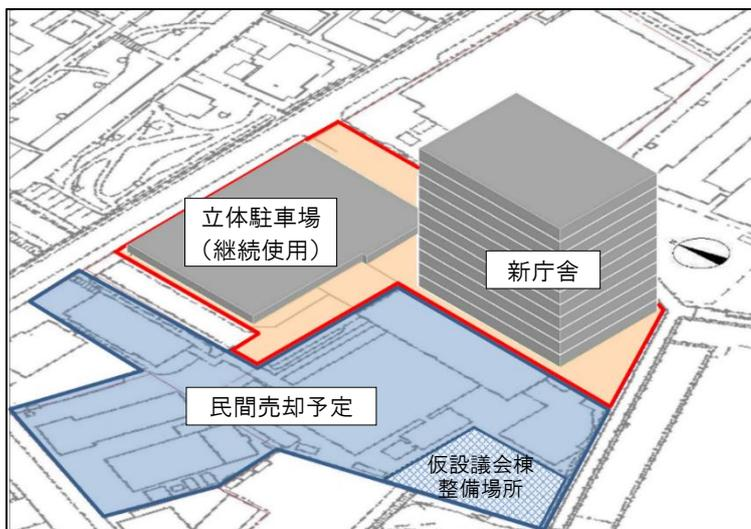 立体駐車場
（継続使用）
新庁舎
民間売却予定
仮設議会棟
整備場所